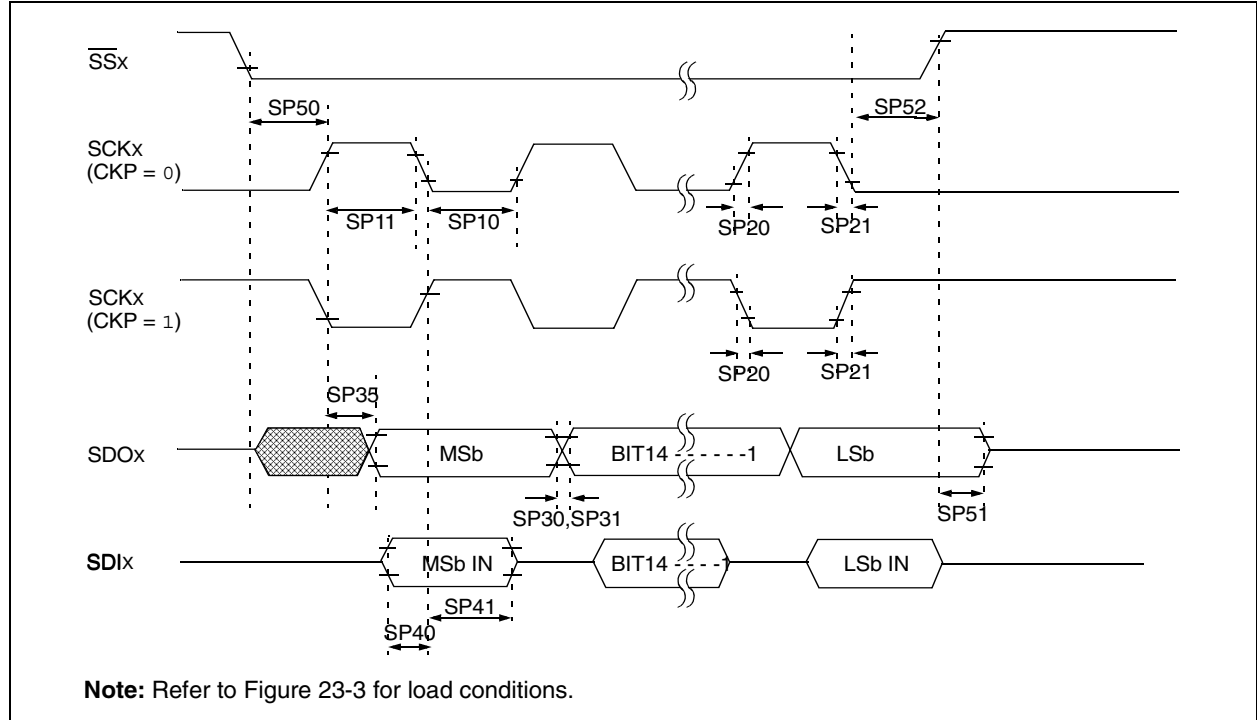 SSx
SP50
SP52
SCKx
(CKP = 0)
SP11
SP10
SP20
SP21
SCKx
(CKP = 1)
SP20
SP21
SP35
SDOx
MSb
BIT14 - - - - - -1
LSb
SP30,SP31
SP51
SDIx
MSb IN
BIT14 - - - -1
LSb IN
SP41
SP40
Note: Refer to Figure 23-3 for load conditions.